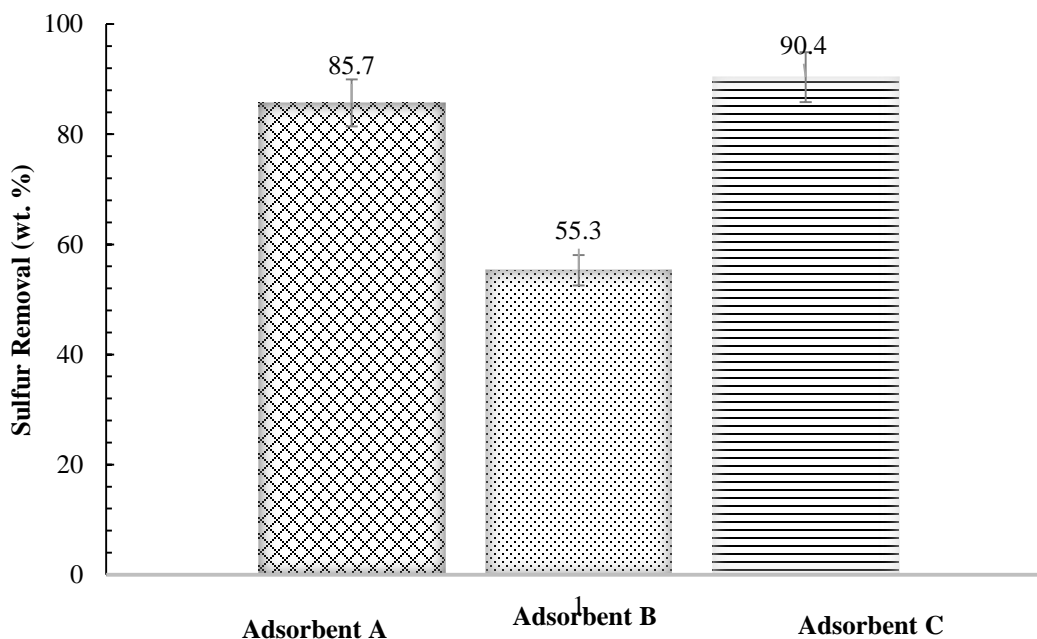 100
80
60
40
20
0
Sulfur Removal (wt. %)
85.7
55.3
90.4
1
Adsorbent A
Adsorbent B
Adsorbent C